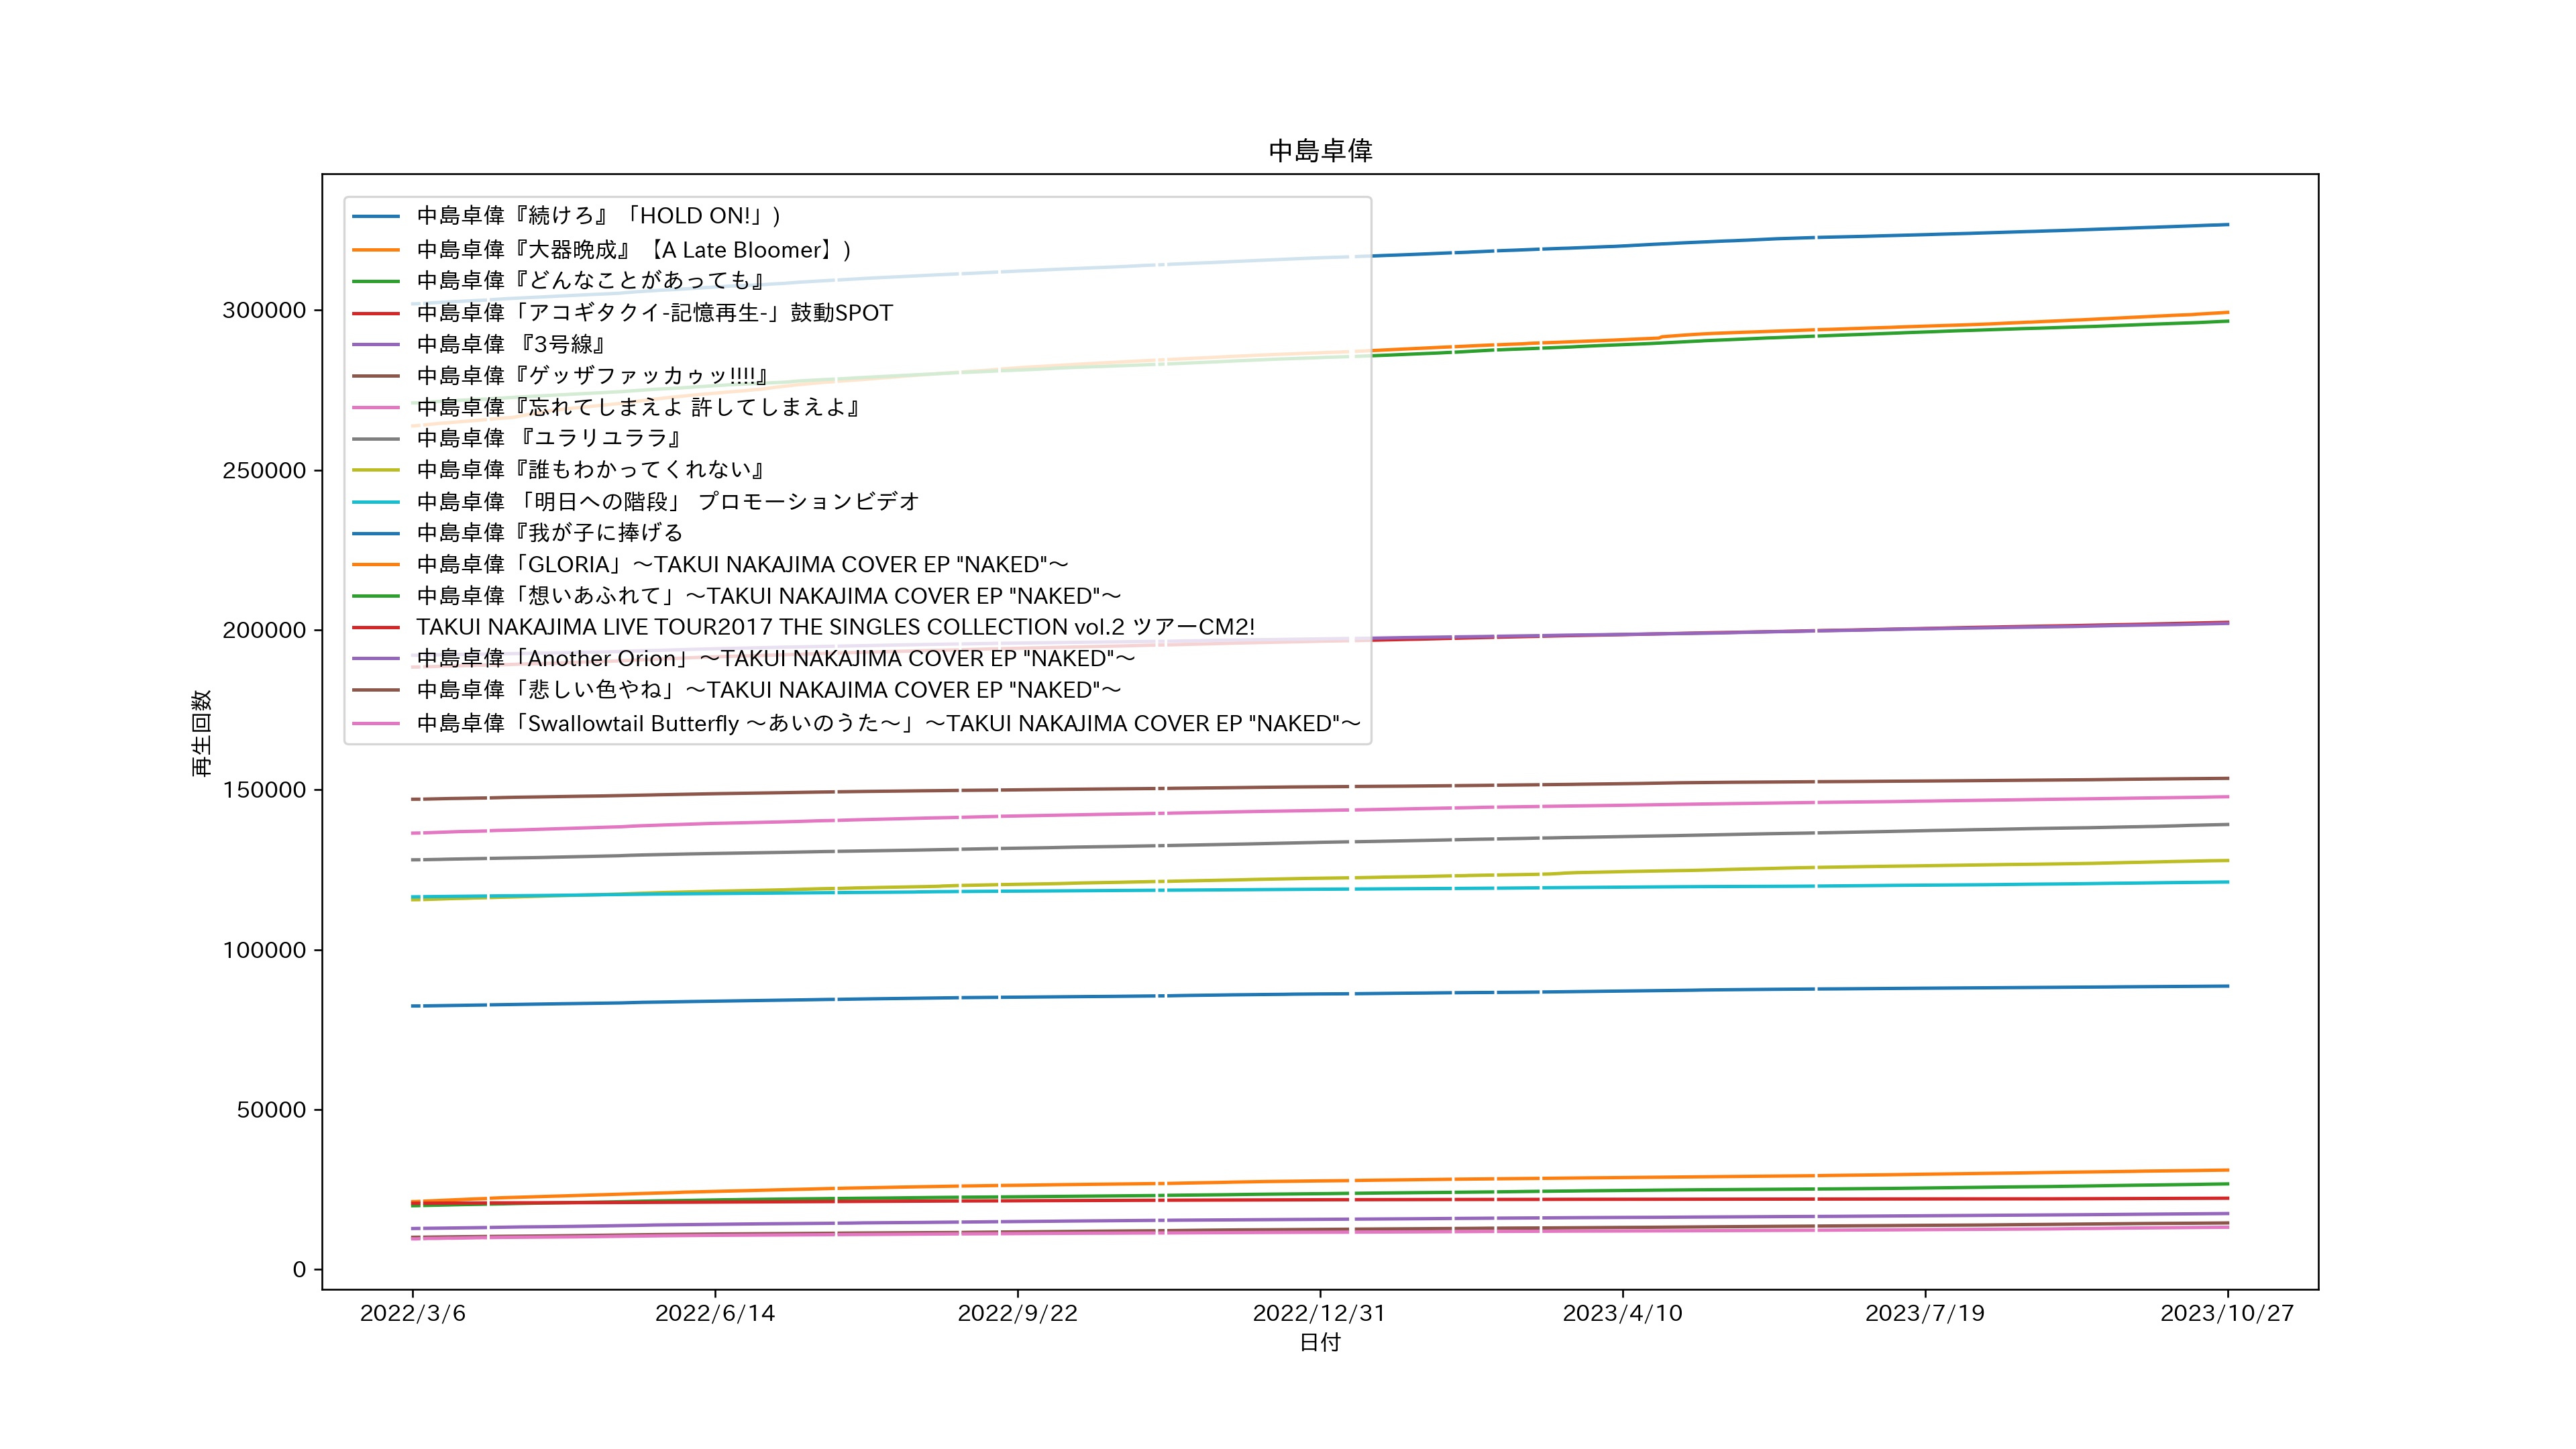 中島卓偉
中島卓偉『続けろ』「HOLD ON!」)
中島卓偉『大器晩成』【A Late Bloomer】)
中島卓偉『どんなことがあっても』
中島卓偉「アコギタクイ-記憶再生-」鼓動SPOT
中島卓偉 『3号線』
中島卓偉『ゲッザファッカゥッ!!!!』
中島卓偉『忘れてしまえよ 許してしまえよ』
中島卓偉 『ユラリユララ』
中島卓偉『誰もわかってくれない』
中島卓偉 「明日への階段」 プロモーションビデオ
中島卓偉『我が子に捧げる
中島卓偉「GLORIA」～TAKUI NAKAJIMA COVER EP "NAKED"～
中島卓偉「想いあふれて」～TAKUI NAKAJIMA COVER EP "NAKED"～
TAKUI NAKAJIMA LIVE TOUR2017 THE SINGLES COLLECTION vol.2 ツアーCM2!
中島卓偉「Another Orion」～TAKUI NAKAJIMA COVER EP "NAKED"～
中島卓偉「悲しい色やね」～TAKUI NAKAJIMA COVER EP "NAKED"～
中島卓偉「Swallowtail Butterfly ～あいのうた～」～TAKUI NAKAJIMA COVER EP "NAKED"～
再生回数
300000
250000
200000
150000
100000
50000
0
2022/3/6 2022/6/14 2022/9/22 2022/12/31 2023/4/10 2023/7/19 2023/10/27
日付